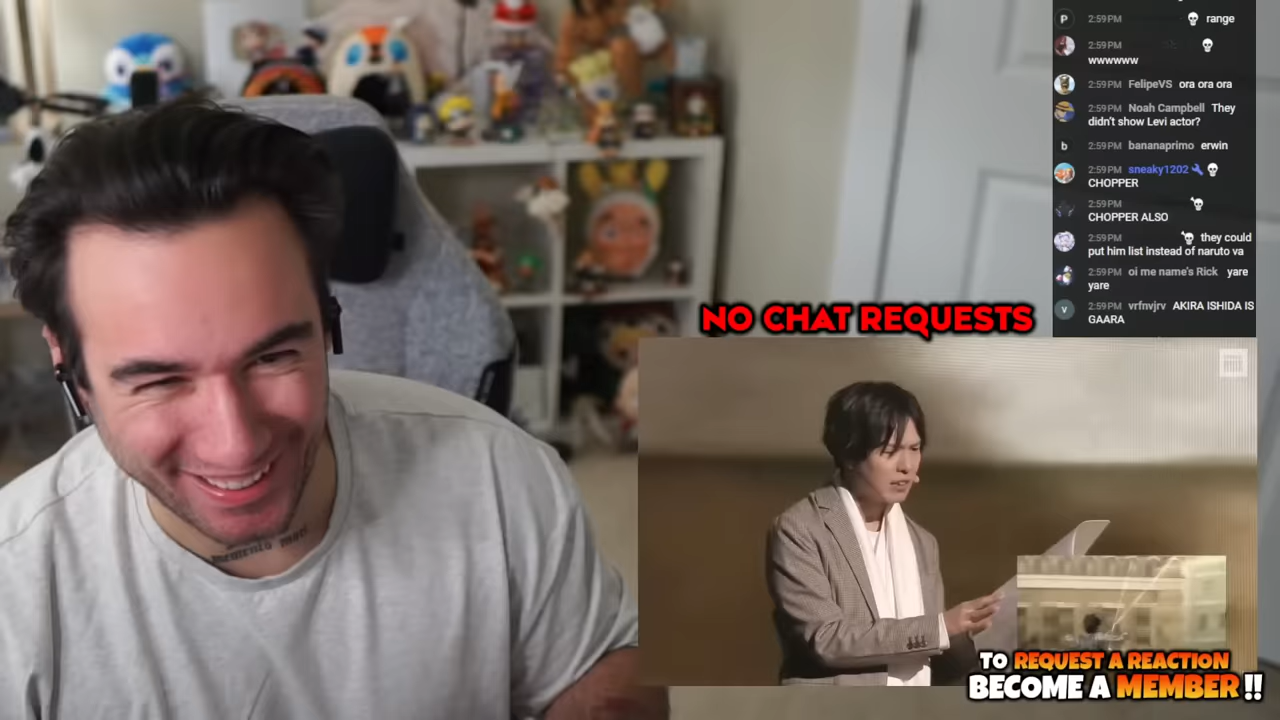 P 2:59PM range
2:59PM
wwwwww
2:59PM FelipeVS ora ora ora
2:59PM Noah Campbell They
didn't show Levi actor?
b 2:59PM bananaprimo erwin
2:59PM sneaky1202
CHOPPER
2:59PM
CHOPPER ALSO
2:59PM they could
put him list instead of naruto va
2:59PM oi me name's Rick yare
yare
v 2:59PM vrfnvjrv AKIRA ISHIDA IS
GAARA
NO CHAT REQUESTS
memento mori
TO REQUEST A REACTION
BECOME A MEMBER !!